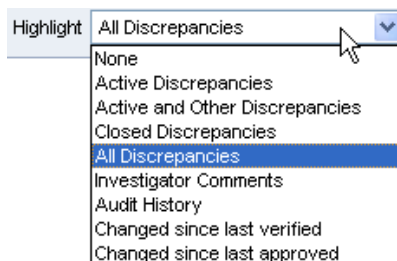 Highlight All Discrepancies
None
Active Discrepancies
Active and Other Discrepancies
Closed Discrepancies
All Discrepancies
Investigator Comments
Audit History
Changed since last verified
Changed since last approved